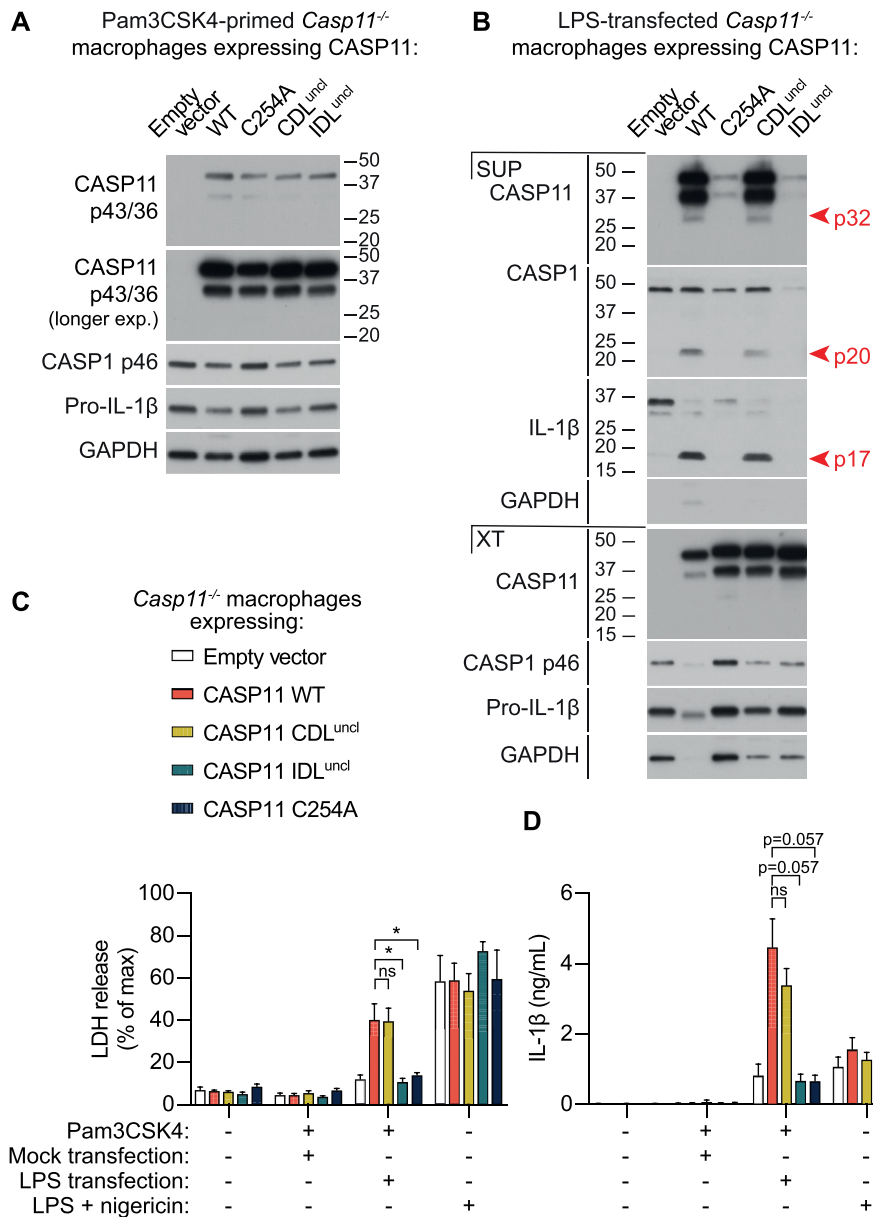 A
Pam3CSK4-primed Casp11-/-
macrophages expressing CASP11:
Empty vector
WT
C254A
CDLuncl
IDLuncl
CASP11
p43/36
50
37
25
20
CASP11
p43/36
(longer exp.)
50
37
25
20
CASP1 p46
Pro-IL-1β
GAPDH
B
LPS-transfected Casp11-/-
macrophages expressing CASP11:
Empty vector
WT
C254A
CDLuncl
IDLuncl
SUP
CASP11
50
37
25
20
p32
CASP1
50
37
25
20
p20
IL-1β
37
25
20
15
p17
GAPDH
XT
CASP11
50
37
25
20
15
CASP1 p46
Pro-IL-1β
GAPDH
C
Casp11-/- macrophages
expressing:
Empty vector
CASP11 WT
CASP11 CDLuncl
CASP11 IDLuncl
CASP11 C254A
LDH release
(% of max)
100
80
60
40
20
0
*
*
ns
Pam3CSK4: - + + -
Mock transfection: - + - -
LPS transfection: - - + -
LPS + nigericin: - - - +
D
IL-1β (ng/mL)
6
4
2
0
p=0.057
p=0.057
ns
- + + -
- + - -
- - + -
- - - +